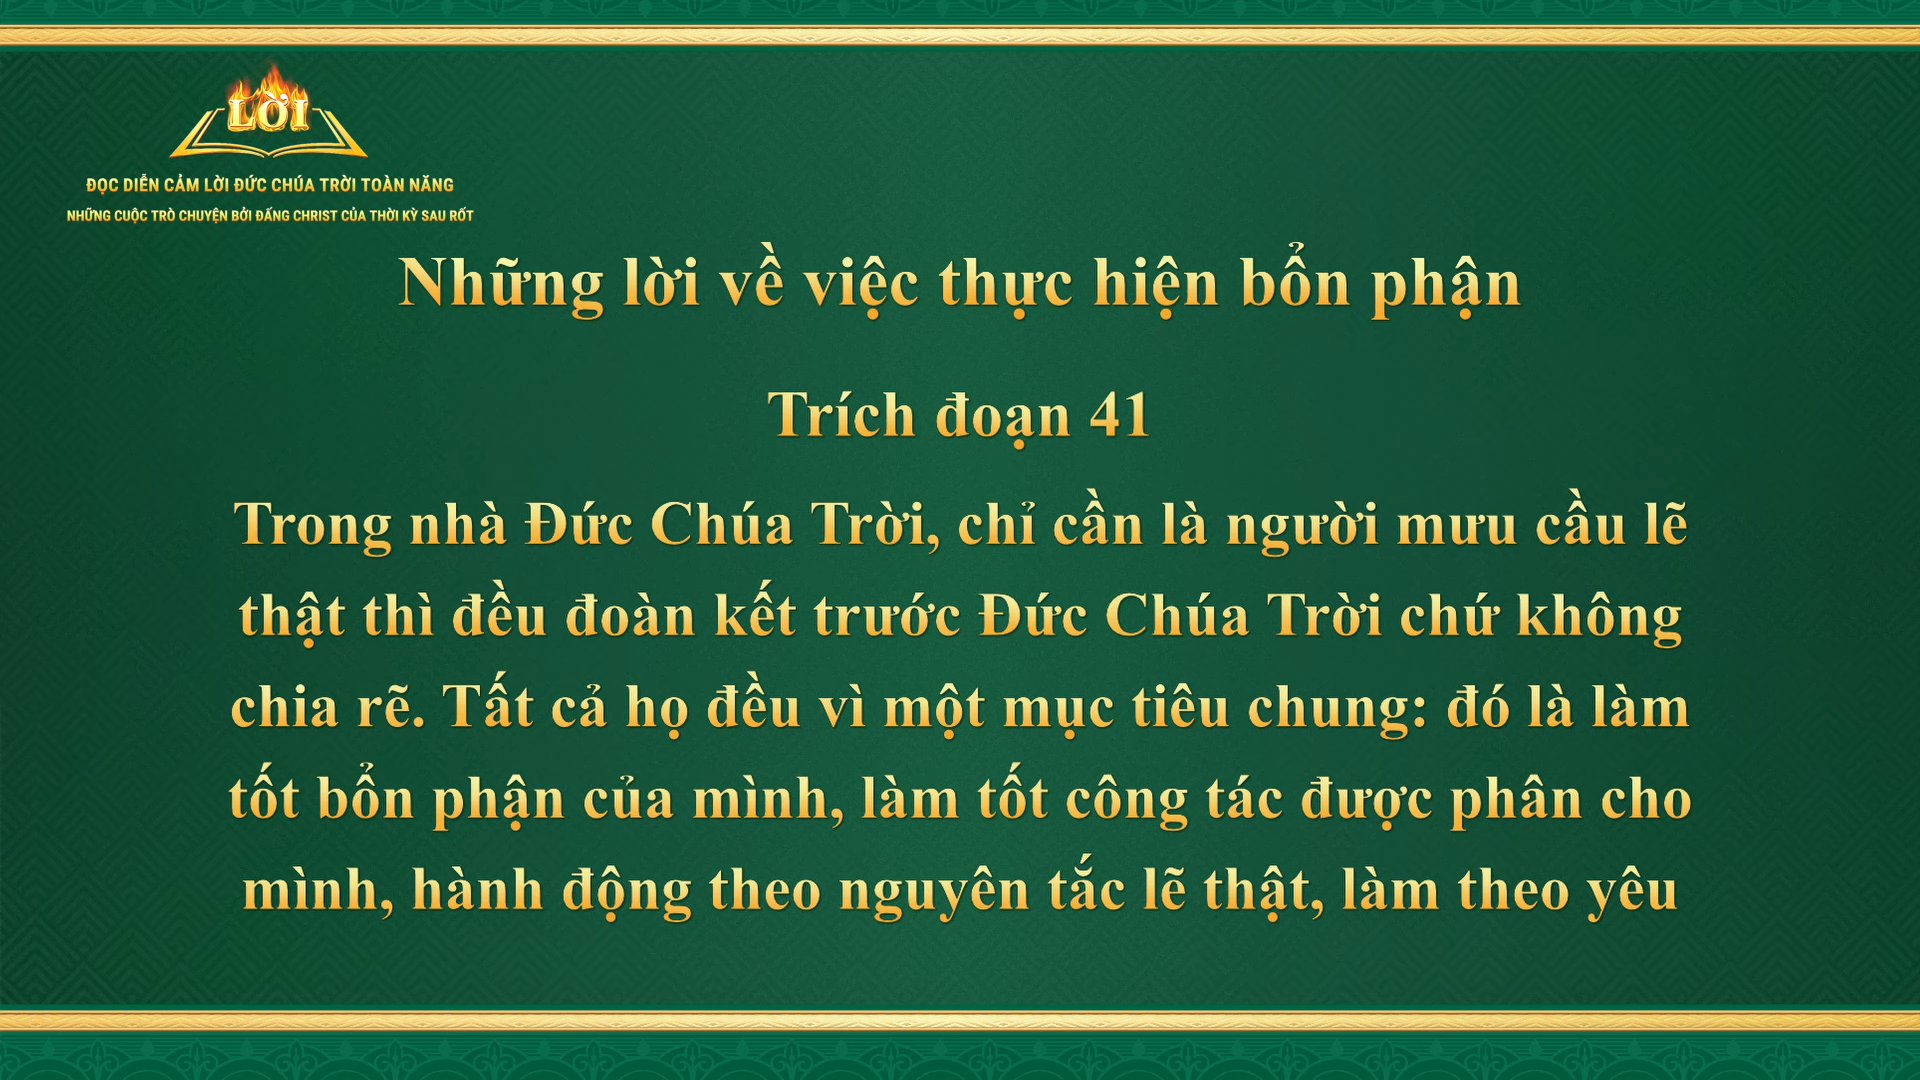 LỜI
ĐỌC DIỄN CẢM LỜI ĐỨC CHÚA TRỜI TOÀN NĂNG
NHỮNG CUỘC TRÒ CHUYỆN BỞI ĐẤNG CHRIST CỦA THỜI KỲ SAU RỐT
Những lời về việc thực hiện bổn phận
Trích đoạn 41
Trong nhà Đức Chúa Trời, chỉ cần là người mưu cầu lẽ
thật thì đều đoàn kết trước Đức Chúa Trời chứ không
chia rẽ. Tất cả họ đều vì một mục tiêu chung: đó là làm
tốt bổn phận của mình, làm tốt công tác được phân cho
mình, hành động theo nguyên tắc lẽ thật, làm theo yêu